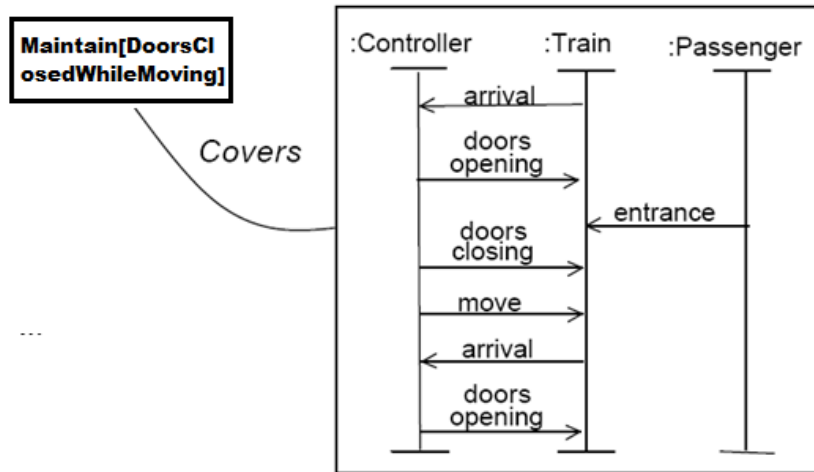 Maintain[DoorsCl
osedWhileMoving]
:Controller :Train :Passenger
arrival
Covers
doors
opening
entrance
doors
closing
move
...
arrival
doors
opening